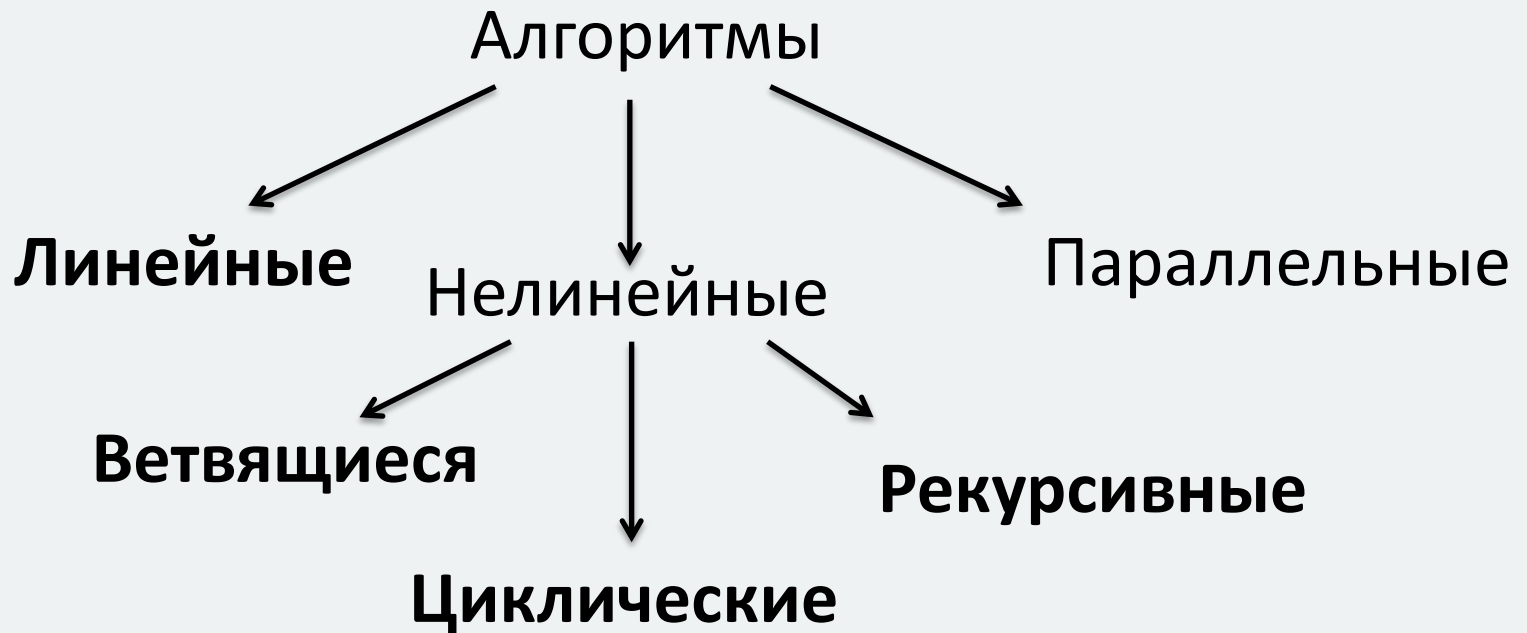 Алгоритмы
Линейные
Нелинейные
Параллельные
Ветвящиеся
Рекурсивные
Циклические